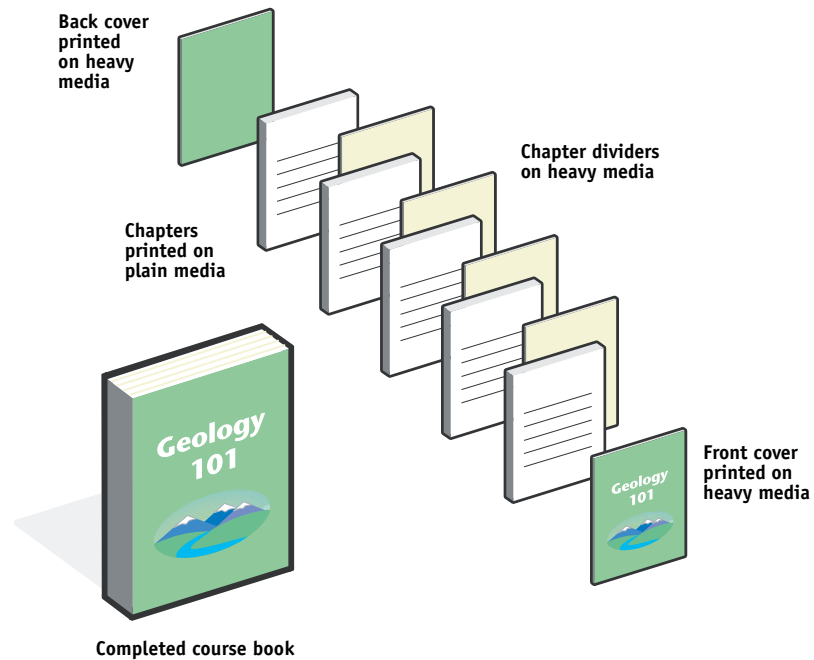 Back cover
printed
on heavy
media
Chapter dividers
on heavy media
Chapters
printed on
plain media
Geology
101
Front cover
printed on
heavy media
Geology
101
Completed course book